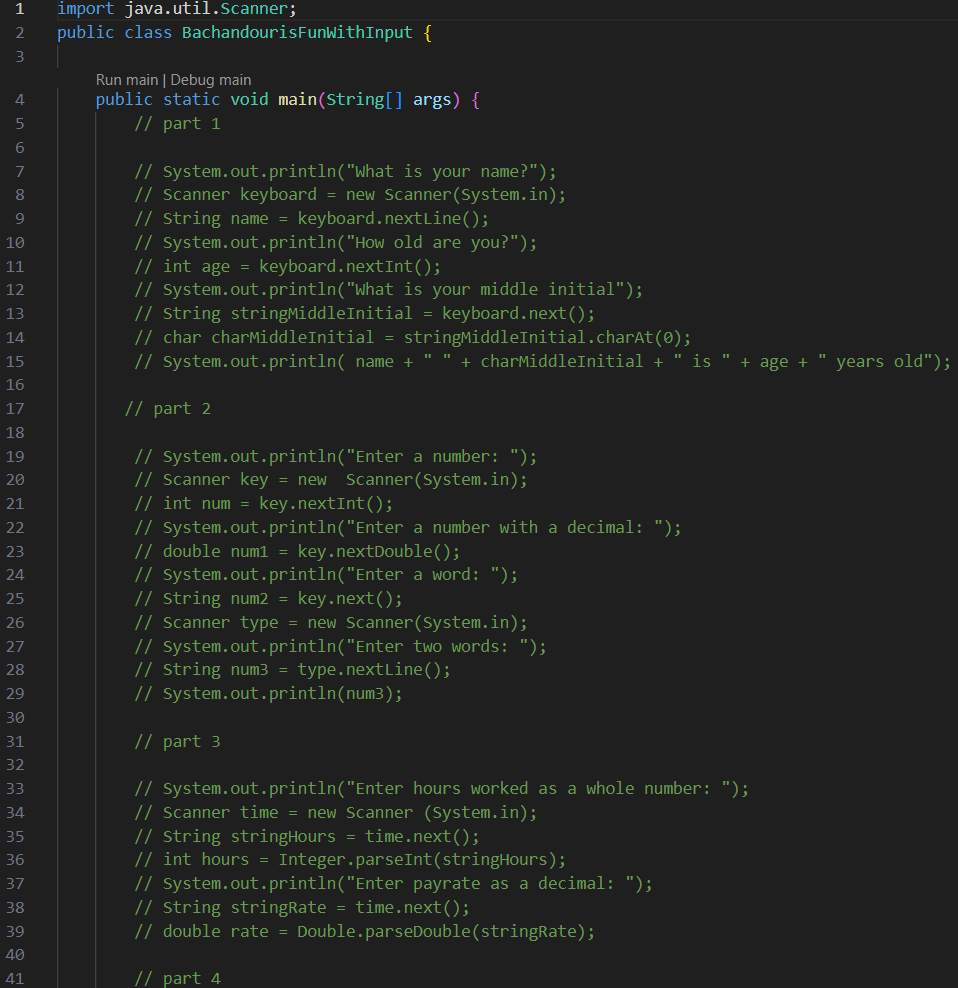 1 import java.util.Scanner;
2 public class BachandourisFunWithInput {
3
Run main | Debug main
4 public static void main(String[] args) {
5 // part 1
6
7 // System.out.println("What is your name?");
8 // Scanner keyboard = new Scanner(System.in);
9 // String name = keyboard.nextLine();
10 // System.out.println("How old are you?");
11 // int age = keyboard.nextInt();
12 // System.out.println("What is your middle initial");
13 // String stringMiddleInitial = keyboard.next();
14 // char charMiddleInitial = stringMiddleInitial.charAt(0);
15 // System.out.println( name + " " + charMiddleInitial + " is " + age + " years old");
16
17 // part 2
18
19 // System.out.println("Enter a number: ");
20 // Scanner key = new  Scanner(System.in);
21 // int num = key.nextInt();
22 // System.out.println("Enter a number with a decimal: ");
23 // double num1 = key.nextDouble();
24 // System.out.println("Enter a word: ");
25 // String num2 = key.next();
26 // Scanner type = new Scanner(System.in);
27 // System.out.println("Enter two words: ");
28 // String num3 = type.nextLine();
29 // System.out.println(num3);
30
31 // part 3
32
33 // System.out.println("Enter hours worked as a whole number: ");
34 // Scanner time = new Scanner (System.in);
35 // String stringHours = time.next();
36 // int hours = Integer.parseInt(stringHours);
37 // System.out.println("Enter payrate as a decimal: ");
38 // String stringRate = time.next();
39 // double rate = Double.parseDouble(stringRate);
40
41 // part 4